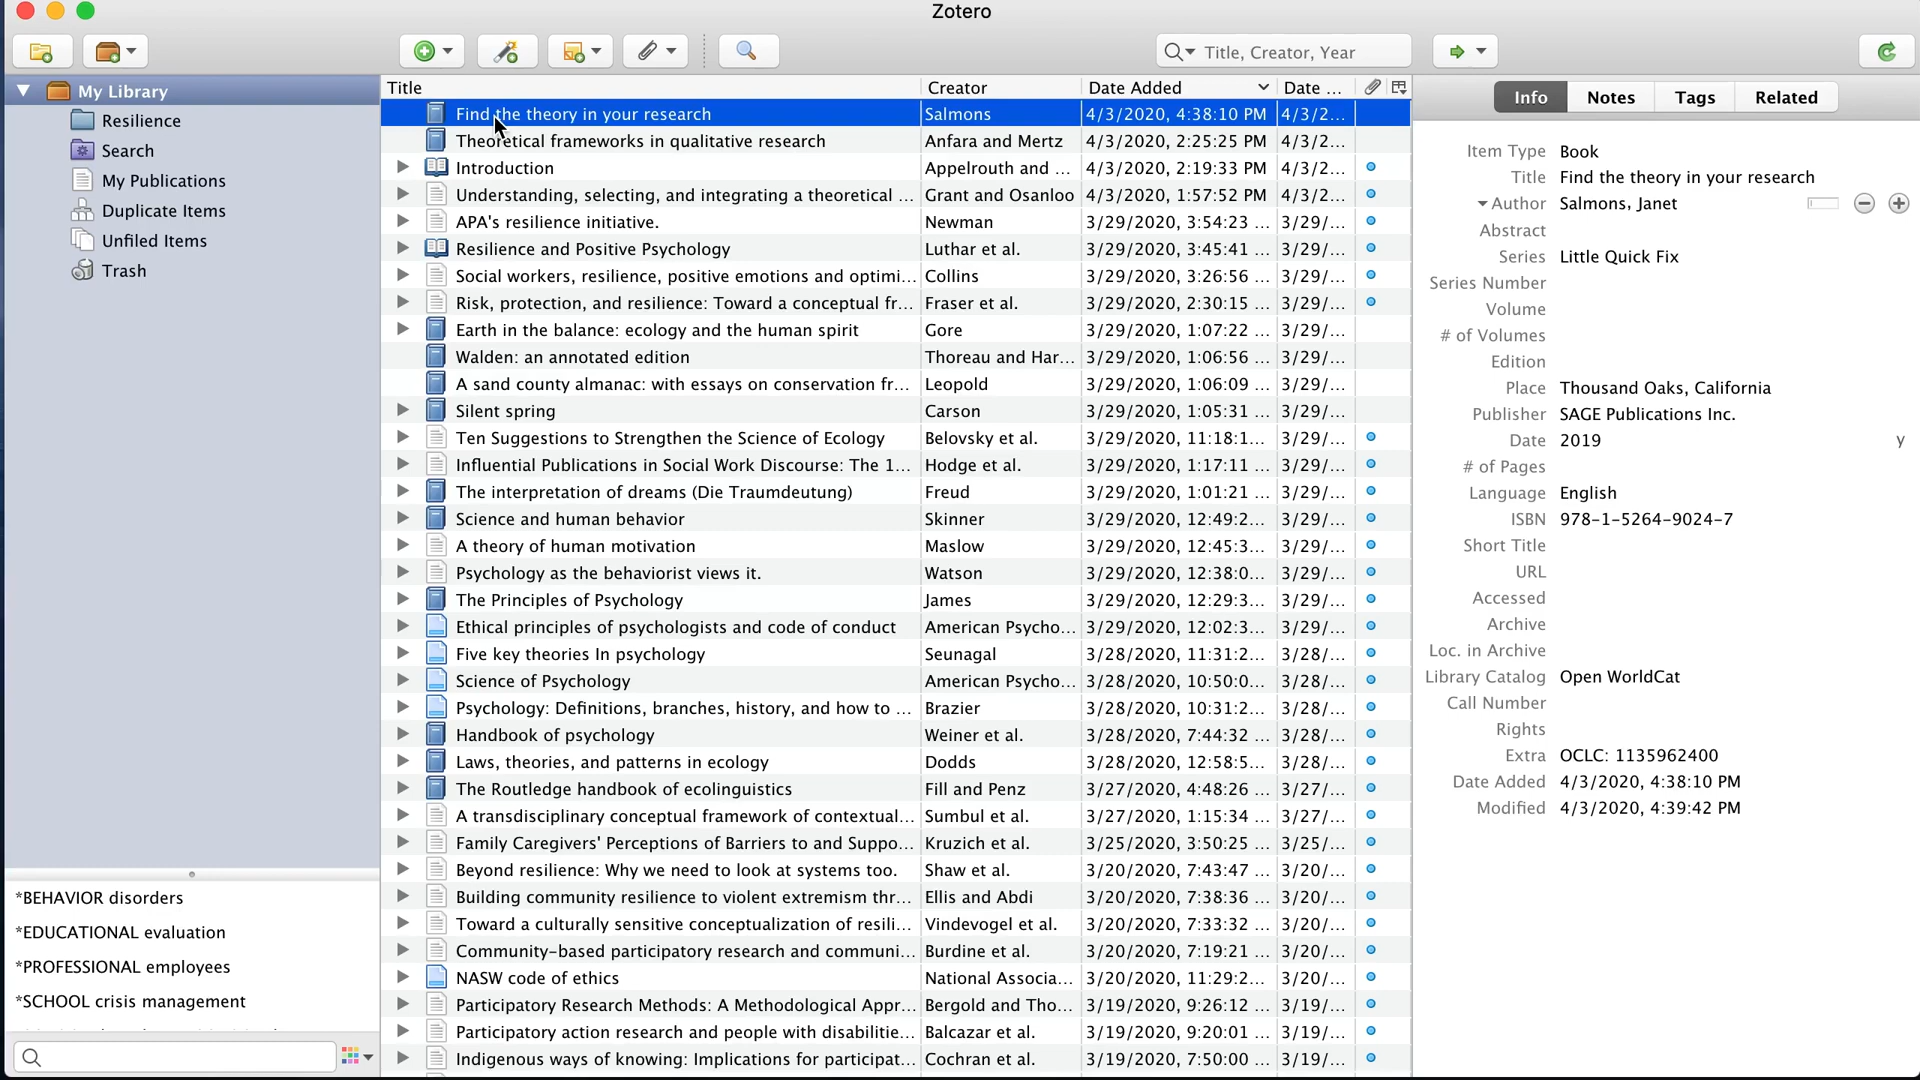 Zotero
Title, Creator, Year
My Library
Resilience
Search
My Publications
Duplicate Items
Unfiled Items
Trash
*BEHAVIOR disorders
*EDUCATIONAL evaluation
*PROFESSIONAL employees
*SCHOOL crisis management
Title Creator Date Added Date ...
Find the theory in your research Salmons 4/3/2020, 4:38:10 PM 4/3/2...
Theoretical frameworks in qualitative research Anfara and Mertz 4/3/2020, 2:25:25 PM 4/3/2...
Introduction Appelrouth and ... 4/3/2020, 2:19:33 PM 4/3/2...
Understanding, selecting, and integrating a theoretical ... Grant and Osanloo 4/3/2020, 1:57:52 PM 4/3/2...
APA's resilience initiative. Newman 3/29/2020, 3:54:23 ... 3/29/...
Resilience and Positive Psychology Luthar et al. 3/29/2020, 3:45:41 ... 3/29/...
Social workers, resilience, positive emotions and optimi... Collins 3/29/2020, 3:26:56 ... 3/29/...
Risk, protection, and resilience: Toward a conceptual fr... Fraser et al. 3/29/2020, 2:30:15 ... 3/29/...
Earth in the balance: ecology and the human spirit Gore 3/29/2020, 1:07:22 ... 3/29/...
Walden: an annotated edition Thoreau and Har... 3/29/2020, 1:06:56 ... 3/29/...
A sand county almanac: with essays on conservation fr... Leopold 3/29/2020, 1:06:09 ... 3/29/...
Silent spring Carson 3/29/2020, 1:05:31 ... 3/29/...
Ten Suggestions to Strengthen the Science of Ecology Belovsky et al. 3/29/2020, 11:18:1... 3/29/...
Influential Publications in Social Work Discourse: The 1... Hodge et al. 3/29/2020, 1:17:11 ... 3/29/...
The interpretation of dreams (Die Traumdeutung) Freud 3/29/2020, 1:01:21 ... 3/29/...
Science and human behavior Skinner 3/29/2020, 12:49:2... 3/29/...
A theory of human motivation Maslow 3/29/2020, 12:45:3... 3/29/...
Psychology as the behaviorist views it. Watson 3/29/2020, 12:38:0... 3/29/...
The Principles of Psychology James 3/29/2020, 12:29:3... 3/29/...
Ethical principles of psychologists and code of conduct American Psycho... 3/29/2020, 12:02:3... 3/29/...
Five key theories In psychology Seunagal 3/28/2020, 11:31:2... 3/28/...
Science of Psychology American Psycho... 3/28/2020, 10:50:0... 3/28/...
Psychology: Definitions, branches, history, and how to ... Brazier 3/28/2020, 10:31:2... 3/28/...
Handbook of psychology Weiner et al. 3/28/2020, 7:44:32 ... 3/28/...
Laws, theories, and patterns in ecology Dodds 3/28/2020, 12:58:5... 3/28/...
The Routledge handbook of ecolinguistics Fill and Penz 3/27/2020, 4:48:26 ... 3/27/...
A transdisciplinary conceptual framework of contextual... Sumbul et al. 3/27/2020, 1:15:34 ... 3/27/...
Family Caregivers' Perceptions of Barriers to and Suppo... Kruzich et al. 3/25/2020, 3:50:25 ... 3/25/...
Beyond resilience: Why we need to look at systems too. Shaw et al. 3/20/2020, 7:43:47 ... 3/20/...
Building community resilience to violent extremism thr... Ellis and Abdi 3/20/2020, 7:38:36 ... 3/20/...
Toward a culturally sensitive conceptualization of resili... Vindevogel et al. 3/20/2020, 7:33:32 ... 3/20/...
Community-based participatory research and communi... Burdine et al. 3/20/2020, 7:19:21 ... 3/20/...
NASW code of ethics National Associa... 3/20/2020, 11:29:2... 3/20/...
Participatory Research Methods: A Methodological Appr... Bergold and Tho... 3/19/2020, 9:26:12 ... 3/19/...
Participatory action research and people with disabilitie... Balcazar et al. 3/19/2020, 9:20:01 ... 3/19/...
Indigenous ways of knowing: Implications for participat... Cochran et al. 3/19/2020, 7:50:00 ... 3/19/...
Info Notes Tags Related
Item Type Book
Title Find the theory in your research
Author Salmons, Janet
Abstract
Series Little Quick Fix
Series Number
Volume
# of Volumes
Edition
Place Thousand Oaks, California
Publisher SAGE Publications Inc.
Date 2019 y
# of Pages
Language English
ISBN 978-1-5264-9024-7
Short Title
URL
Accessed
Archive
Loc. in Archive
Library Catalog Open WorldCat
Call Number
Rights
Extra OCLC: 1135962400
Date Added 4/3/2020, 4:38:10 PM
Modified 4/3/2020, 4:39:42 PM